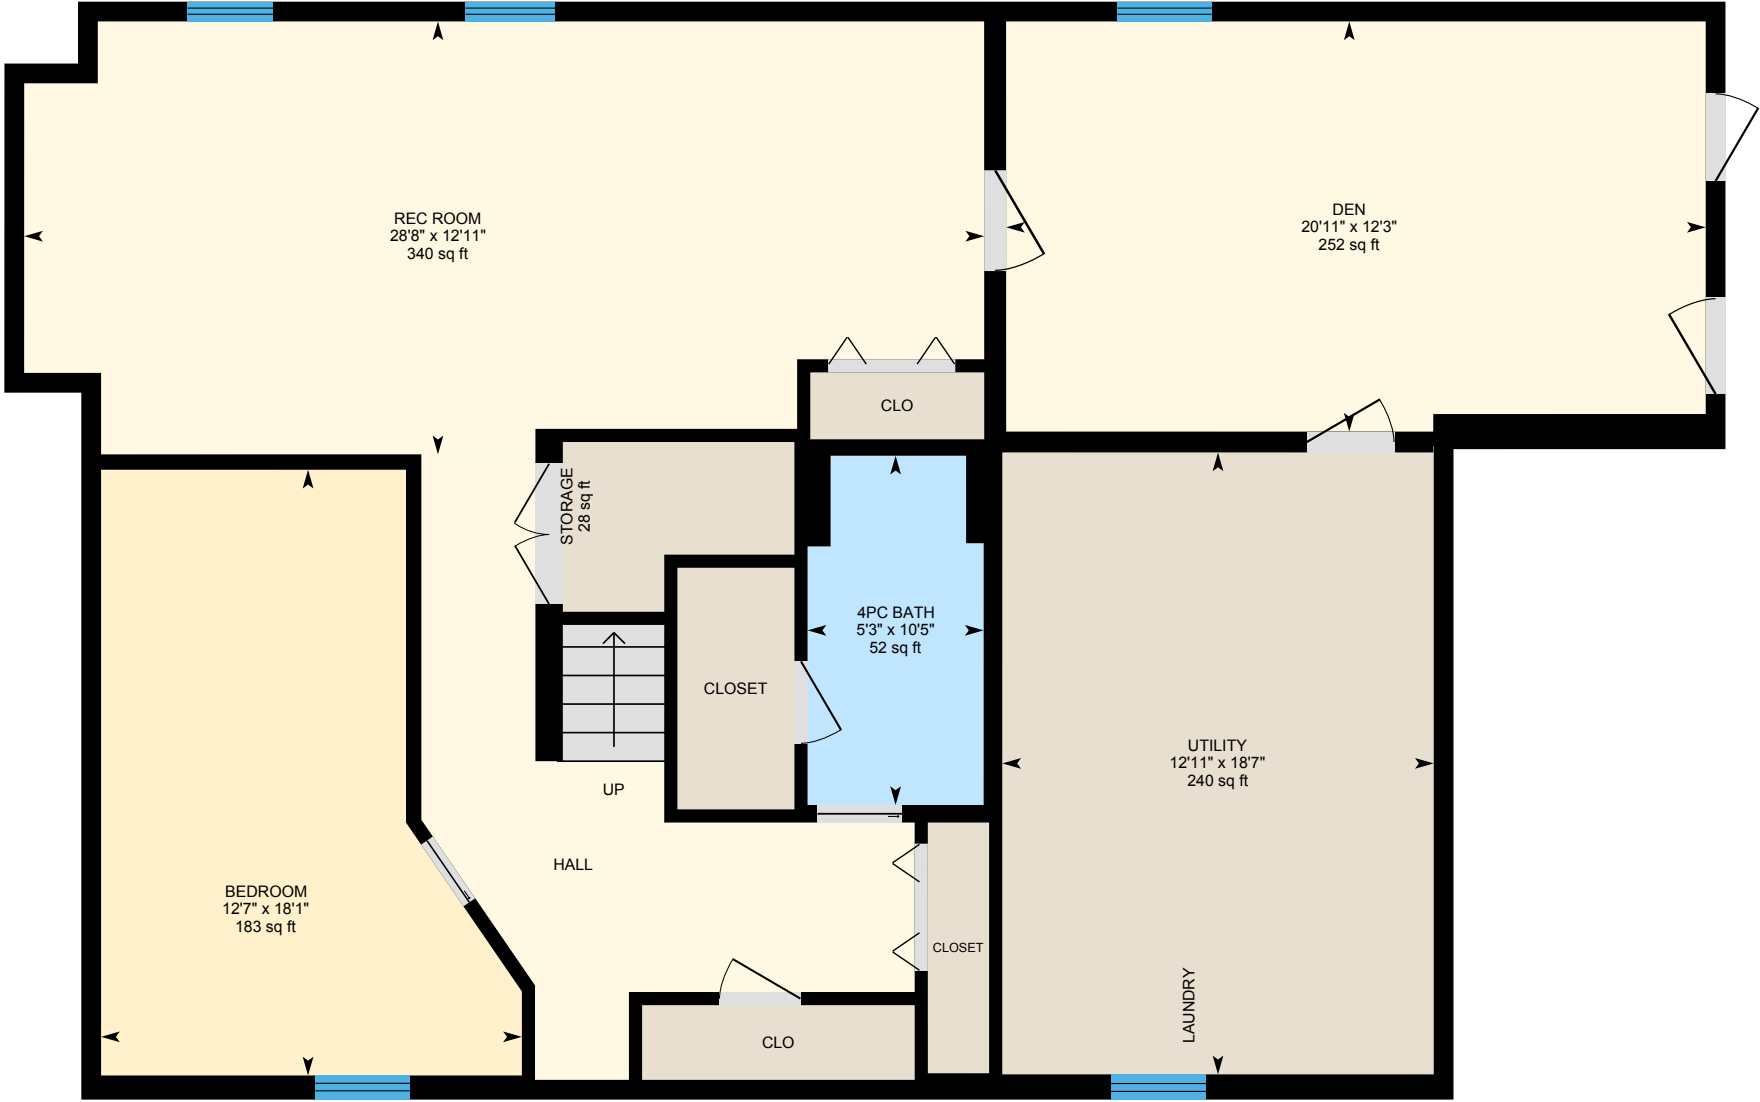 REC ROOM
28'8" x 12'11"
340 sq ft
DEN
20'11" x 12'3"
252 sq ft
CLO
STORAGE
28 sq ft
4PC BATH
5'3" x 10'5"
52 sq ft
CLOSET
UTILITY
12'11" x 18'7"
240 sq ft
UP
HALL
BEDROOM
12'7" x 18'1"
183 sq ft
CLOSET
LAUNDRY
CLO